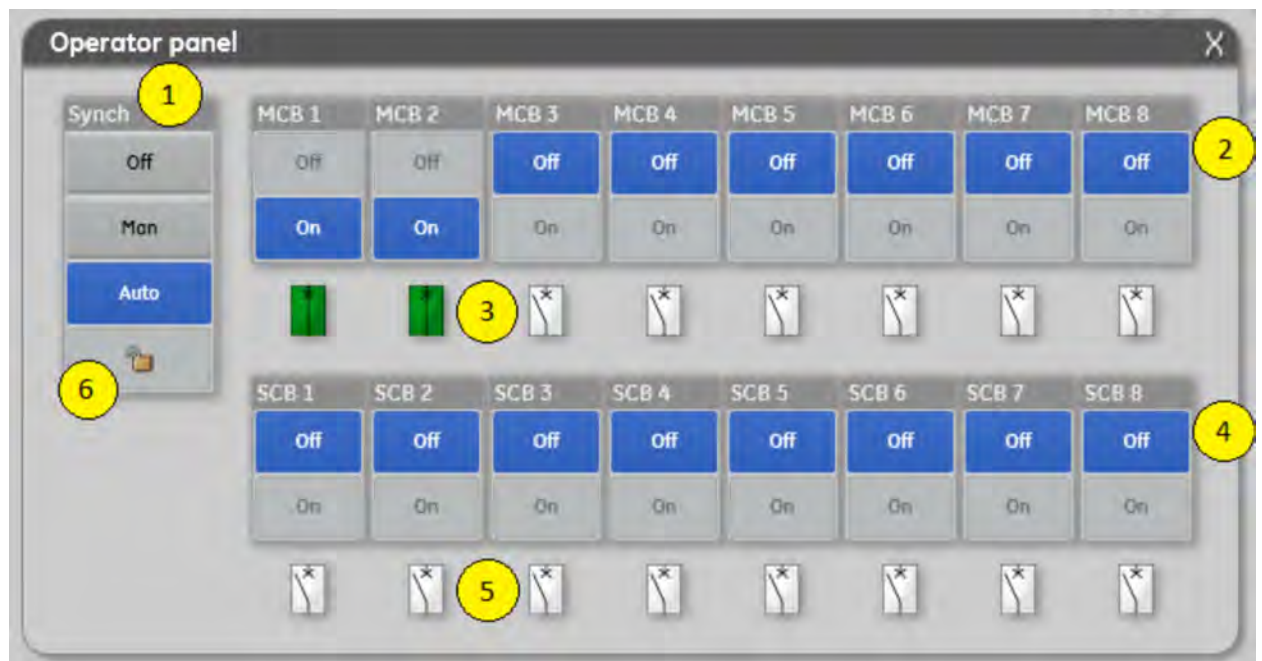 Operator panel X
1
Synch MCB 1 MCB 2 MCB 3 MCB 4 MCB 5 MCB 6 MCB 7 MCB 8
Off Off Off Off Off Off Off Off Off 2
Man On On On On On On On On
Auto 3
6
SCB 1 SCB 2 SCB 3 SCB 4 SCB 5 SCB 6 SCB 7 SCB 8
Off Off Off Off Off Off Off Off 4
On On On On On On On On
5